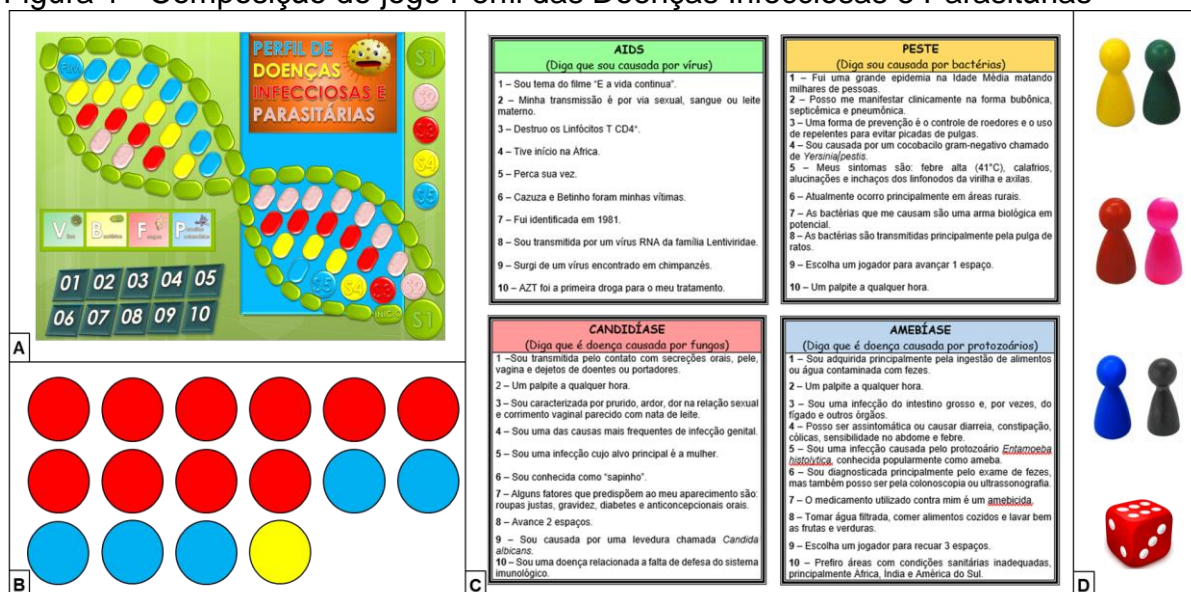 Figura 1 - Composição do jogo Perfil das Doenças Infecciosas e Parasitárias
PERFIL DE
DOENÇAS
INFECCIOSAS E
PARASITÁRIAS
FIM
S1
S2
S3
S4
S5
V B F P
01 02 03 04 05
06 07 08 09 10
S5 S4 S3 S2
INÍCIO S1
A
B
AIDS
(Diga que sou causada por vírus)
1 – Sou tema do filme “E a vida continua”.
2 – Minha transmissão é por via sexual, sangue ou leite
materno.
3 – Destruo os Linfócitos T CD4⁺.
4 – Tive início na África.
5 – Perca sua vez.
6 – Cazuza e Betinho foram minhas vítimas.
7 – Fui identificada em 1981.
8 – Sou transmitida por um vírus RNA da família Lentiviridae.
9 – Surgi de um vírus encontrado em chimpanzés.
10 – AZT foi a primeira droga para o meu tratamento.
PESTE
(Diga que sou causada por bactérias)
1 – Fui uma grande epidemia na Idade Média matando
milhares de pessoas.
2 – Posso me manifestar clinicamente na forma bubônica,
septicêmica e pneumônica.
3 – Uma forma de prevenção é o controle de roedores e o uso
de repelentes para evitar picadas de pulgas.
4 – Sou causada por um cocobacilo gram-negativo chamado
de Yersinia pestis.
5 – Meus sintomas são: febre alta (41°C), calafrios,
alucinações e inchaços dos linfonodos da virilha e axilas.
6 – Atualmente ocorro principalmente em áreas rurais.
7 – As bactérias que me causam são uma arma biológica em
potencial.
8 – As bactérias são transmitidas principalmente pela pulga de
ratos.
9 – Escolha um jogador para avançar 1 espaço.
10 – Um palpite a qualquer hora.
CANDIDÍASE
(Diga que é doença causada por fungos)
1 –Sou transmitida pelo contato com secreções orais, pele,
vagina e dejetos de doentes ou portadores.
2 – Um palpite a qualquer hora.
3 – Sou caracterizada por prurido, ardor, dor na relação sexual
e corrimento vaginal parecido com nata de leite.
4 – Sou uma das causas mais frequentes de infecção genital.
5 – Sou uma infecção cujo alvo principal é a mulher.
6 – Sou conhecida como “sapinho”.
7 – Alguns fatores que predispõem ao meu aparecimento são:
roupas justas, gravidez, diabetes e anticoncepcionais orais.
8 – Avance 2 espaços.
9 – Sou causada por uma levedura chamada Candida
albicans.
10 – Sou uma doença relacionada a falta de defesa do sistema
imunológico.
AMEBÍASE
(Diga que é doença causada por protozoários)
1 – Sou adquirida principalmente pela ingestão de alimentos
ou água contaminada com fezes.
2 – Um palpite a qualquer hora.
3 – Sou uma infecção do intestino grosso e, por vezes, do
fígado e outros órgãos.
4 – Posso ser assintomática ou causar diarreia, constipação,
cólicas, sensibilidade no abdome e febre.
5 – Sou uma infecção causada pelo protozoário Entamoeba
histolytica, conhecida popularmente como ameba.
6 – Sou diagnosticada principalmente pelo exame de fezes,
mas também posso ser pela colonoscopia ou ultrassonografia.
7 – O medicamento utilizado contra mim é um amebicida.
8 – Tomar água filtrada, comer alimentos cozidos e lavar bem
as frutas e verduras.
9 – Escolha um jogador para recuar 3 espaços.
10 – Prefiro áreas com condições sanitárias inadequadas,
principalmente África, Índia e América do Sul.
C
D